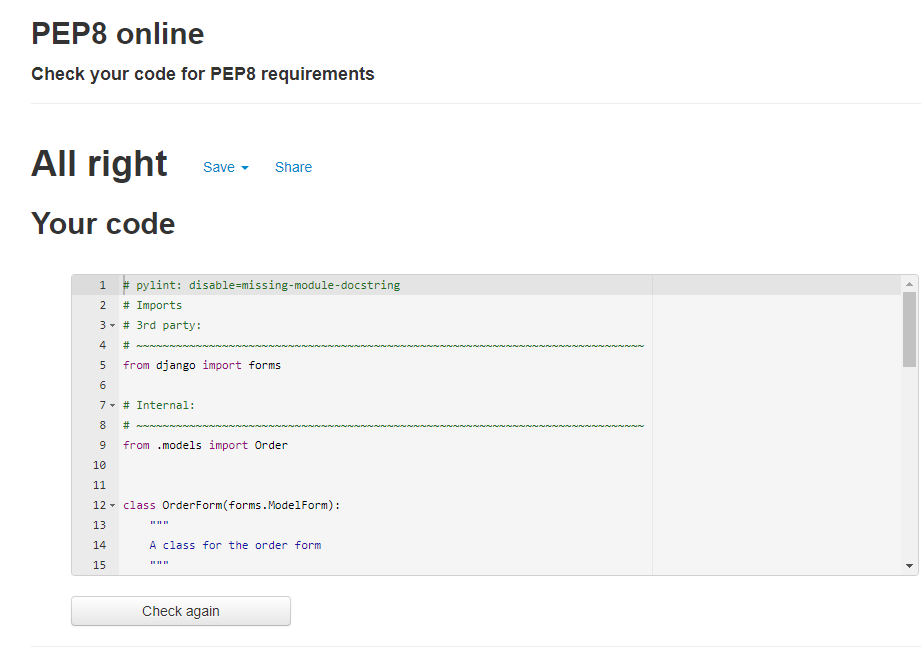 PEP8 online
Check your code for PEP8 requirements
All right Save Share
Your code
1 # pylint: disable=missing-module-docstring
2 # Imports
3 # 3rd party:
4 # ~~~~~~~~~~~~~~~~~~~~~~~~~~~~~~~~~~~~~~~~~~~~~~~~~~~~~~~~~~~~~~~~~~~~~~~~~~~~~
5 from django import forms
6
7 # Internal:
8 # ~~~~~~~~~~~~~~~~~~~~~~~~~~~~~~~~~~~~~~~~~~~~~~~~~~~~~~~~~~~~~~~~~~~~~~~~~~~~~
9 from .models import Order
10
11
12 class OrderForm(forms.ModelForm):
13     """
14     A class for the order form
15     """
Check again